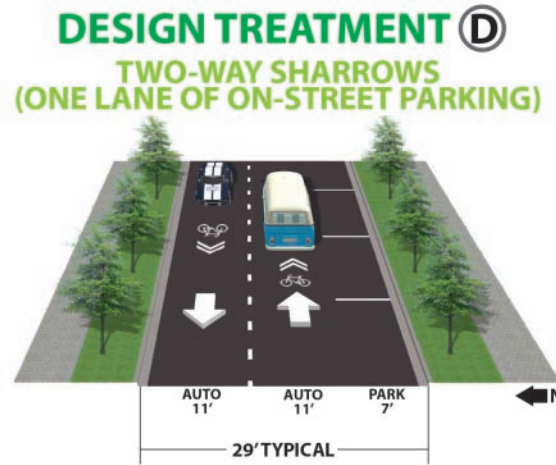 DESIGN TREATMENT D
TWO-WAY SHARROWS
(ONE LANE OF ON-STREET PARKING)
AUTO AUTO PARK
11' 11' 7'
N
29' TYPICAL